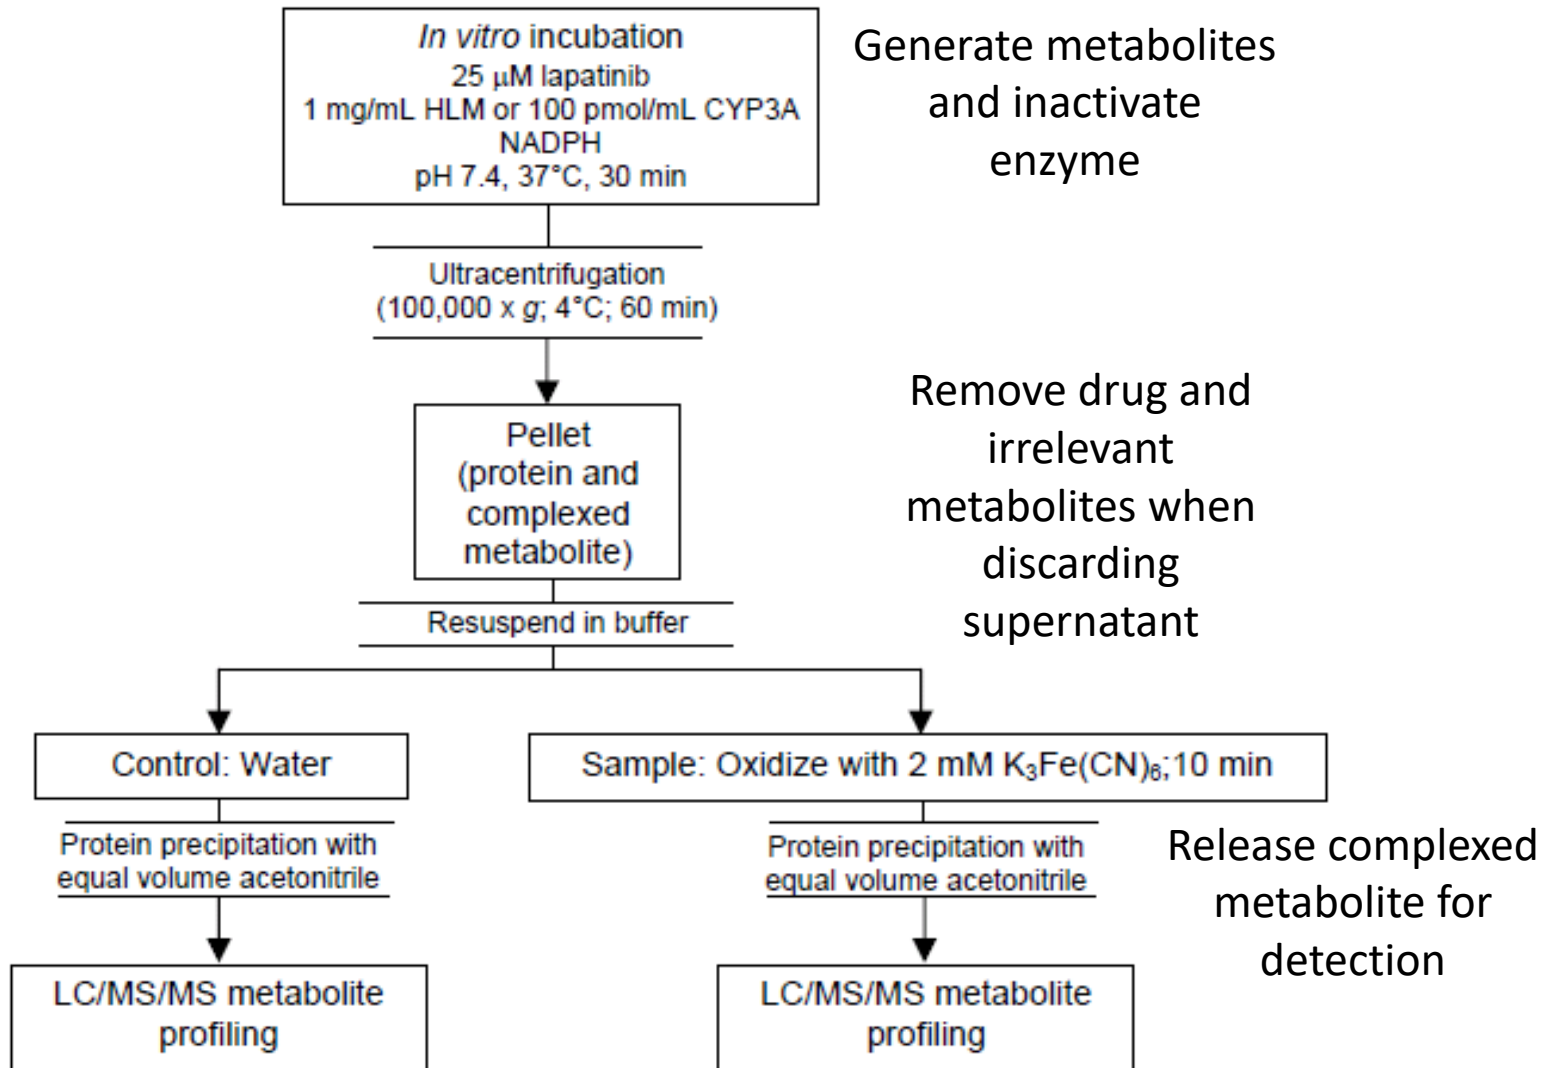 In vitro incubation
25 μM lapatinib
1 mg/mL HLM or 100 pmol/mL CYP3A
NADPH
pH 7.4, 37°C, 30 min
Generate metabolites
and inactivate
enzyme
Ultracentrifugation
(100,000 x g; 4°C; 60 min)
Pellet
(protein and
complexed
metabolite)
Remove drug and
irrelevant
metabolites when
discarding
supernatant
Resuspend in buffer
Control: Water
Sample: Oxidize with 2 mM K₃Fe(CN)₆;10 min
Protein precipitation with
equal volume acetonitrile
Protein precipitation with
equal volume acetonitrile
Release complexed
metabolite for
detection
LC/MS/MS metabolite
profiling
LC/MS/MS metabolite
profiling